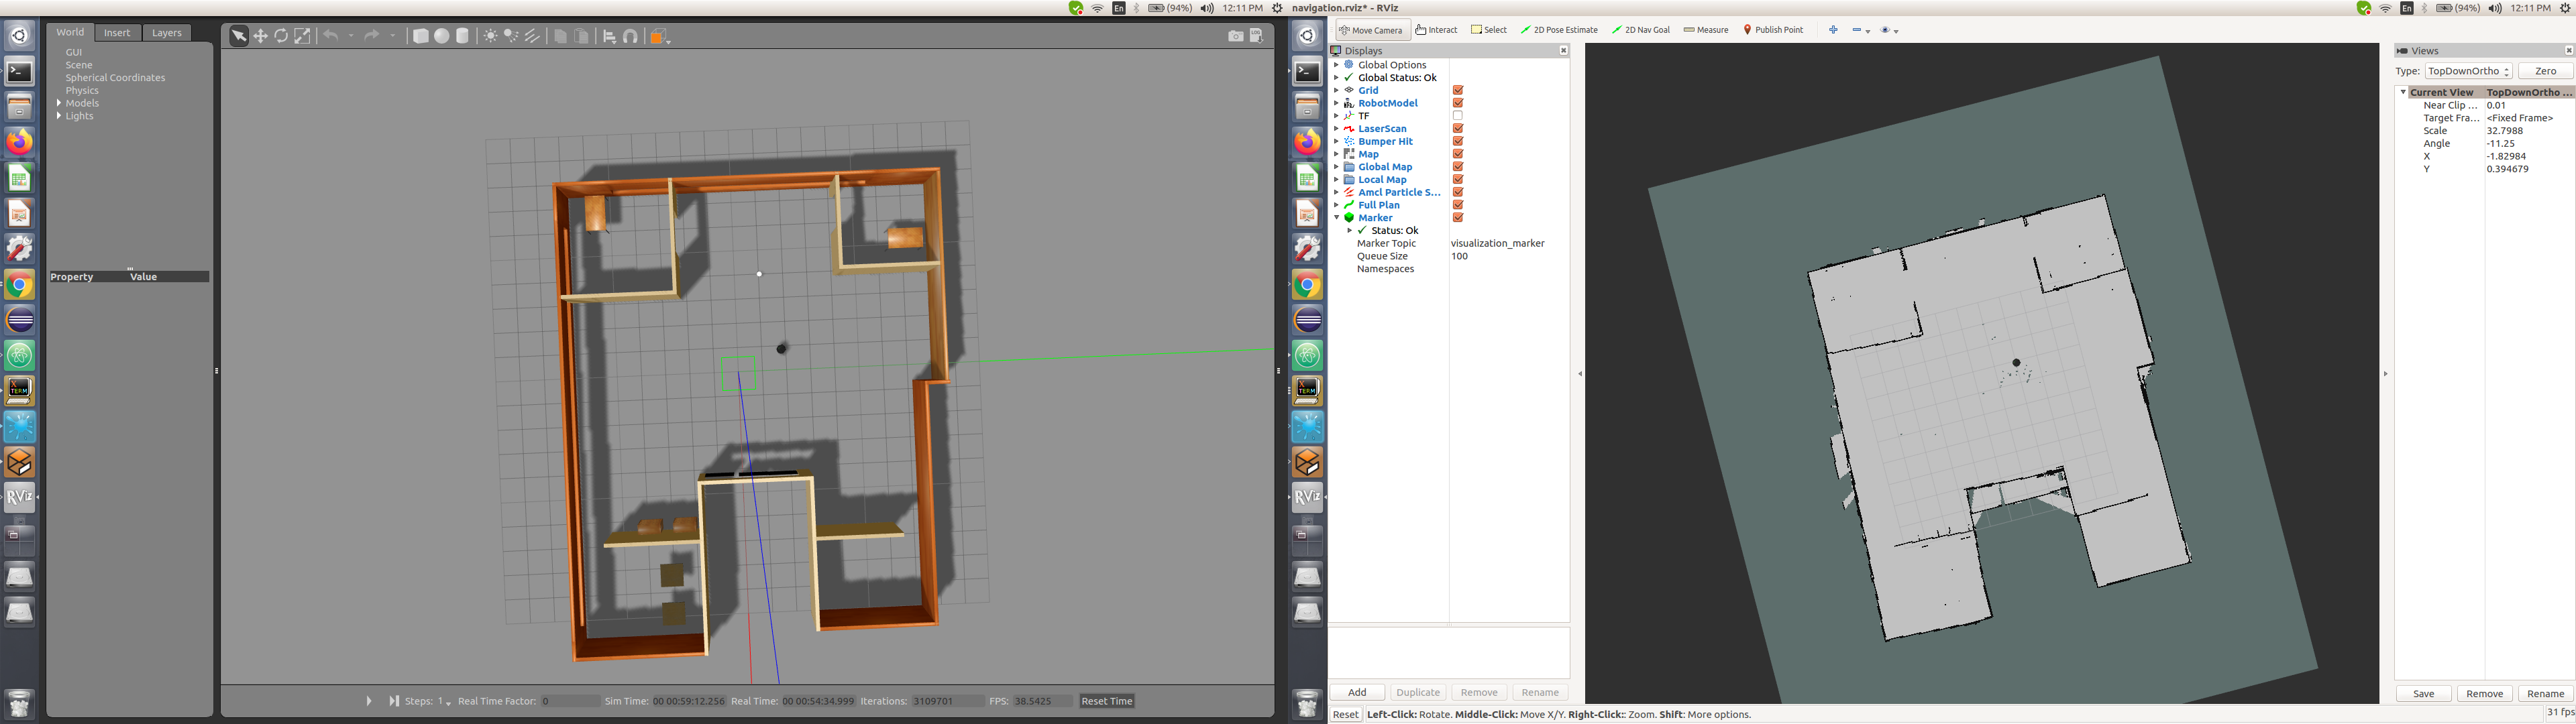 En (94%) 12:11 PM
navigation.rviz* - RViz
En (94%) 12:11 PM
World Insert Layers
GUI
Scene
Spherical Coordinates
Physics
Models
Lights
Property Value
Steps: 1 Real Time Factor: 0 Sim Time: 00 00:59:12.256 Real Time: 00 00:54:34.999 Iterations: 3109701 FPS: 38.5425 Reset Time
Move Camera Interact Select 2D Pose Estimate 2D Nav Goal Measure Publish Point
Displays
Global Options
Global Status: Ok
Grid
RobotModel
TF
LaserScan
Bumper Hit
Map
Global Map
Local Map
Amcl Particle S...
Full Plan
Marker
Status: Ok
Marker Topic visualization_marker
Queue Size 100
Namespaces
Add Duplicate Remove Rename
Reset Left-Click: Rotate. Middle-Click: Move X/Y. Right-Click:: Zoom. Shift: More options.
Views
Type: TopDownOrtho Zero
Current View TopDownOrtho ...
Near Clip ... 0.01
Target Fra... <Fixed Frame>
Scale 32.7988
Angle -11.25
X -1.82984
Y 0.394679
Save Remove Rename
31 fps
XTERM
RViz
XTERM
RViz
LOG